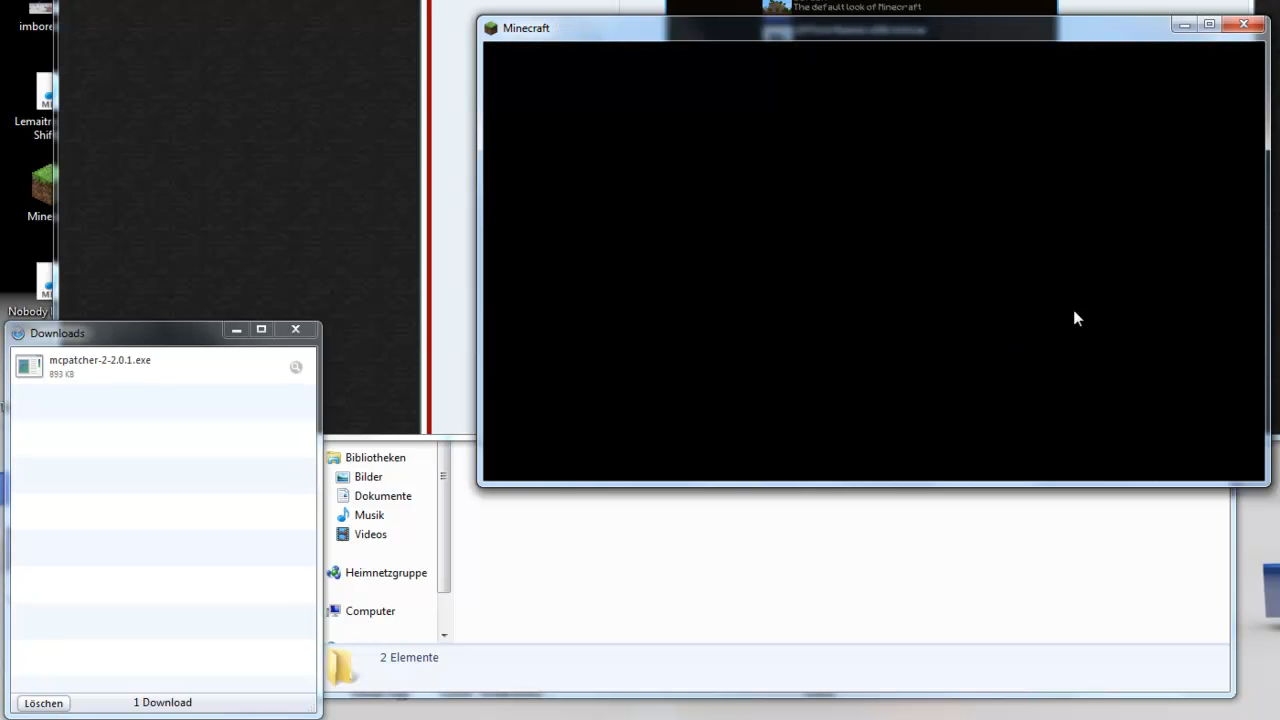 imbore
The default look of Minecraft
Minecraft
Lemaitr
Shif
Mine
Nobody
Downloads
mcpatcher-2-2.0.1.exe
893 KB
Bibliotheken
Bilder
Dokumente
Musik
Videos
Heimnetzgruppe
Computer
2 Elemente
Löschen
1 Download